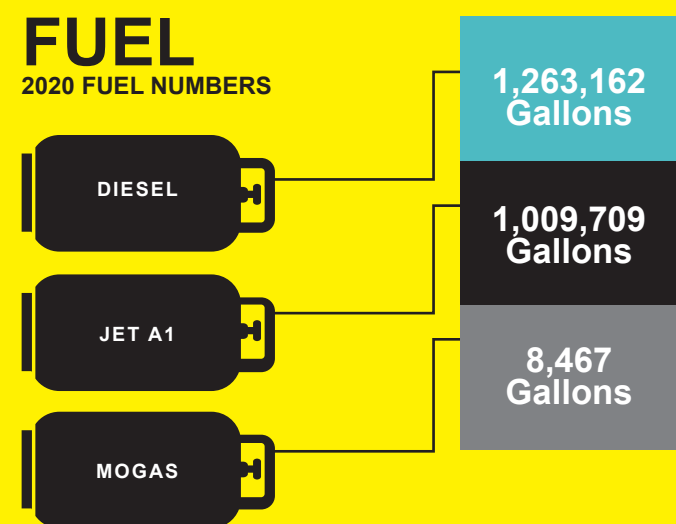 FUEL
2020 FUEL NUMBERS
DIESEL
1,263,162
Gallons
JET A1
1,009,709
Gallons
MOGAS
8,467
Gallons